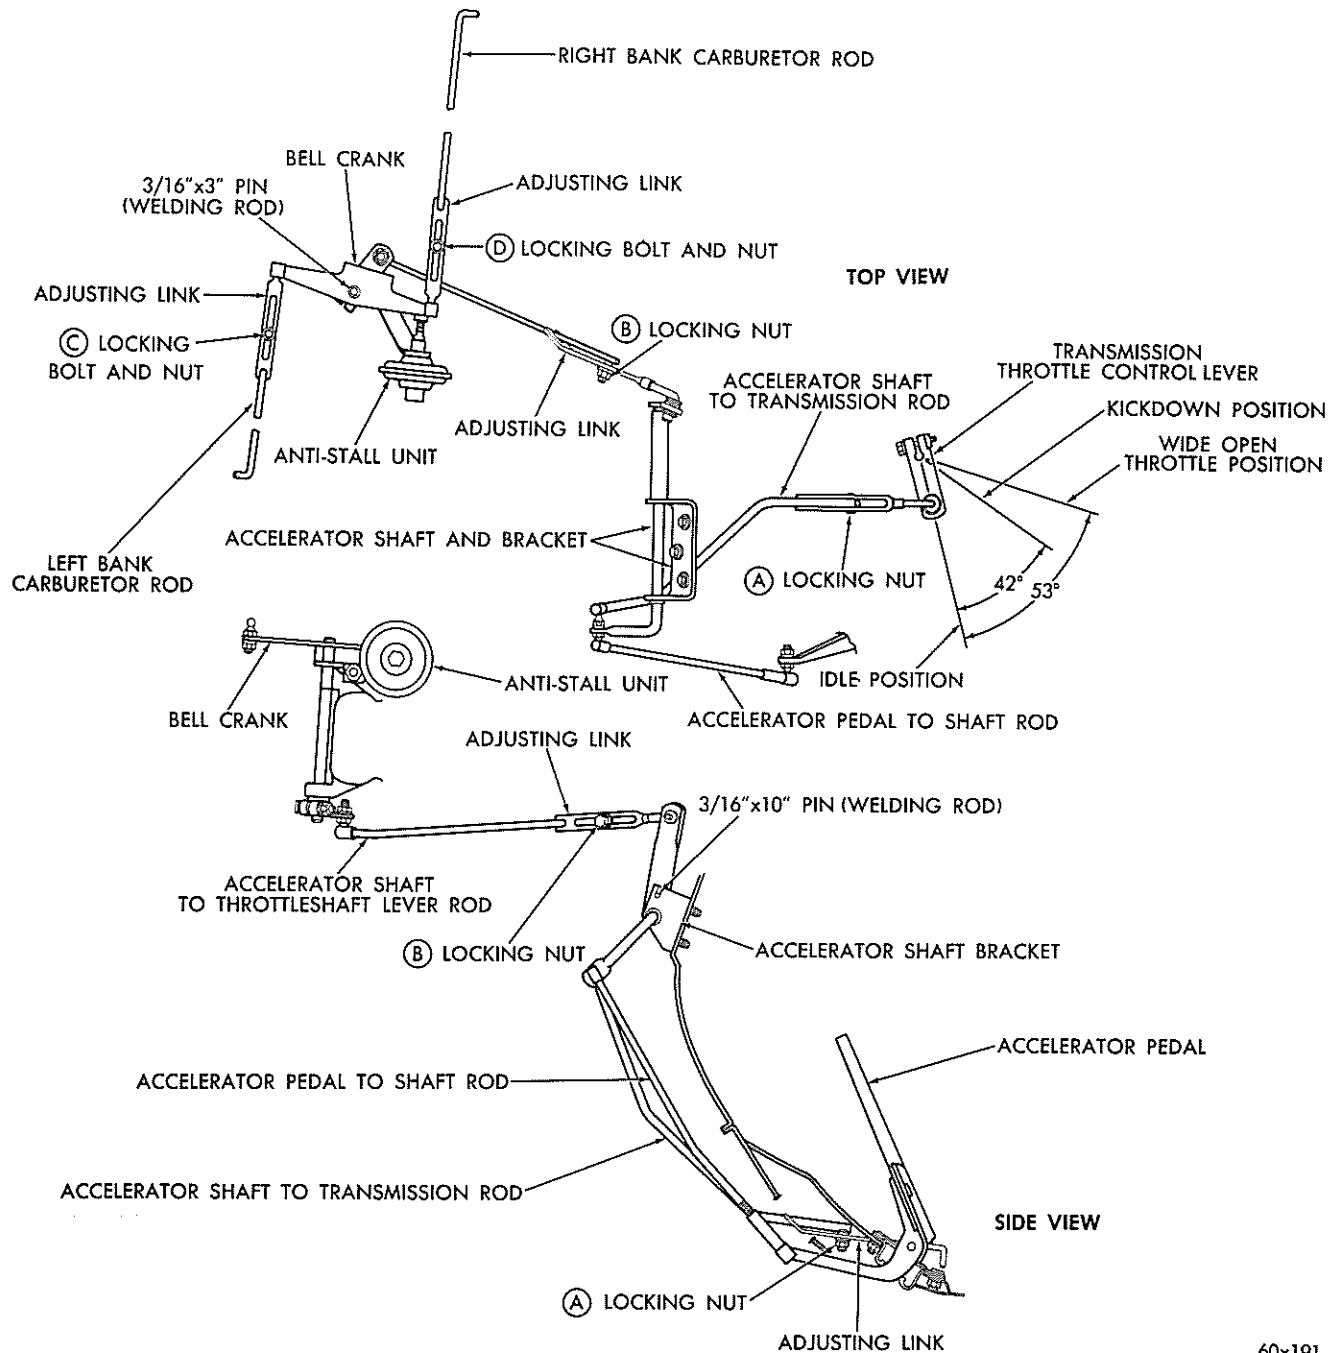 RIGHT BANK CARBURETOR ROD
BELL CRANK
3/16"x3" PIN
(WELDING ROD)
ADJUSTING LINK
D LOCKING BOLT AND NUT
TOP VIEW
ADJUSTING LINK
B LOCKING NUT
C LOCKING
BOLT AND NUT
TRANSMISSION
THROTTLE CONTROL LEVER
ACCELERATOR SHAFT
TO TRANSMISSION ROD
KICKDOWN POSITION
ADJUSTING LINK
WIDE OPEN
THROTTLE POSITION
ANTI-STALL UNIT
ACCELERATOR SHAFT AND BRACKET
LEFT BANK
CARBURETOR ROD
A LOCKING NUT
42°
53°
IDLE POSITION
ANTI-STALL UNIT
BELL CRANK
ACCELERATOR PEDAL TO SHAFT ROD
ADJUSTING LINK
3/16"x10" PIN (WELDING ROD)
ACCELERATOR SHAFT
TO THROTTLESHAFT LEVER ROD
B LOCKING NUT
ACCELERATOR SHAFT BRACKET
ACCELERATOR PEDAL
ACCELERATOR PEDAL TO SHAFT ROD
ACCELERATOR SHAFT TO TRANSMISSION ROD
SIDE VIEW
A LOCKING NUT
ADJUSTING LINK
60x191